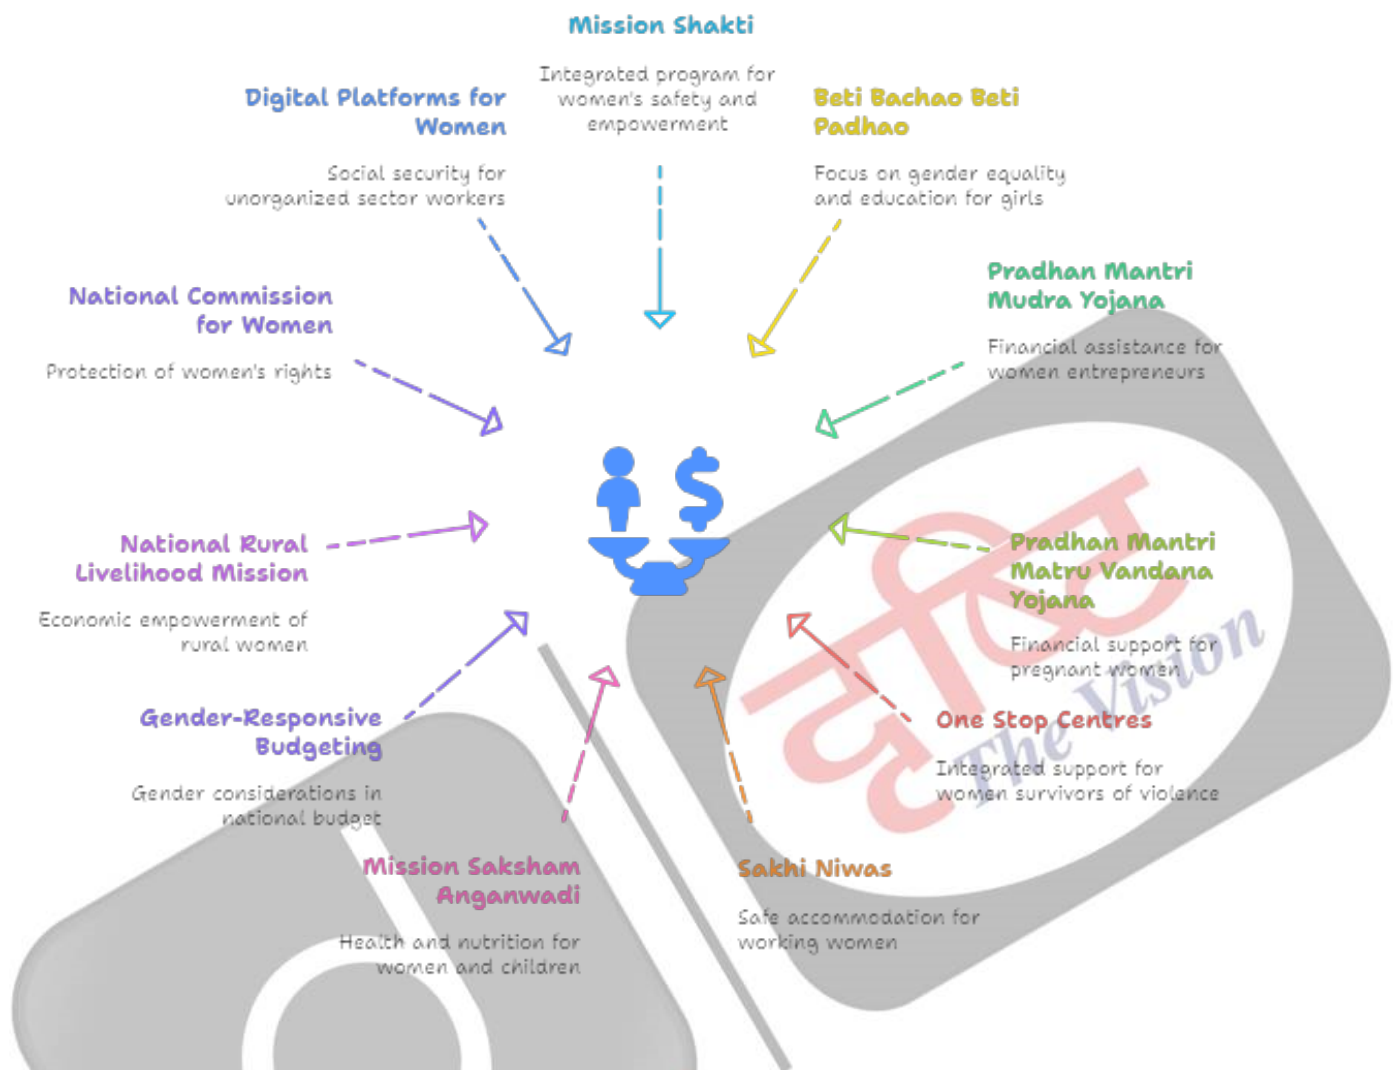 Mission Shakti
Integrated program for
women's safety and
empowerment
Beti Bachao Beti
Padhao
Focus on gender equality
and education for girls
Pradhan Mantri
Mudra Yojana
Financial assistance for
women entrepreneurs
Pradhan Mantri
Matru Vandana
Yojana
Financial support for
pregnant women
One Stop Centres
Integrated support for
women survivors of violence
Sakhi Niwas
Safe accommodation for
working women
Mission Saksham
Anganwadi
Health and nutrition for
women and children
Gender-Responsive
Budgeting
Gender considerations in
national budget
National Rural
Livelihood Mission
Economic empowerment of
rural women
National Commission
for Women
Protection of women's rights
Digital Platforms for
Women
Social security for
unorganized sector workers
$
दृष्टि
The Vision
d